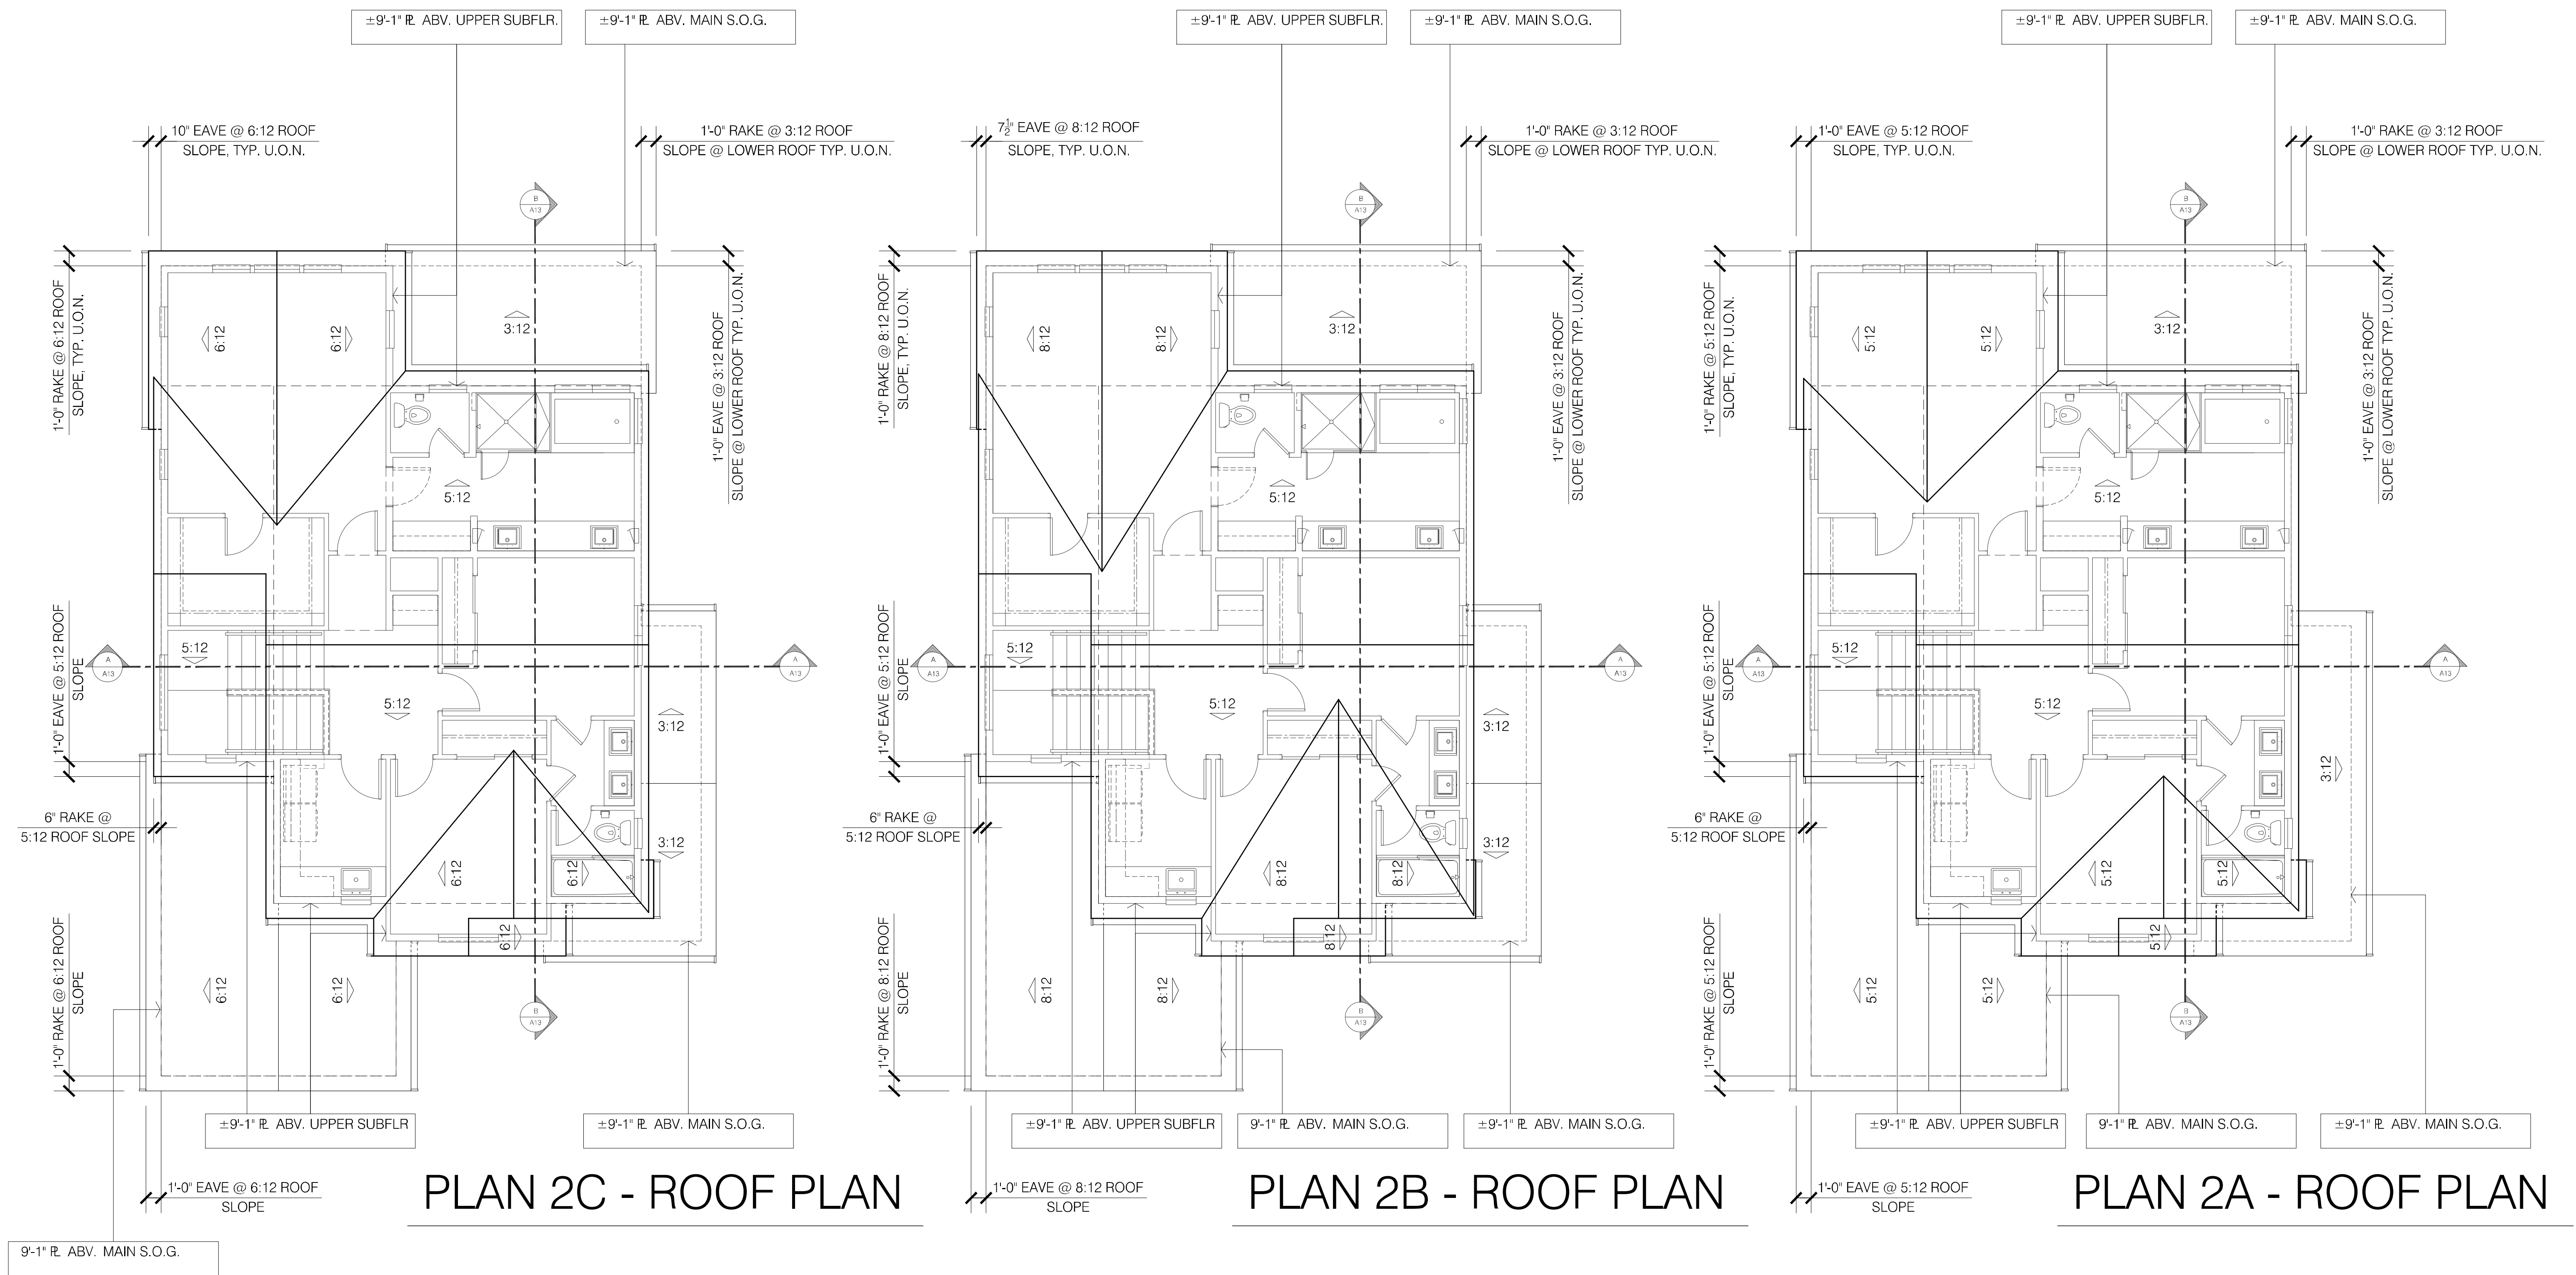 ±9'-1" ℙL ABV. UPPER SUBFLR.
±9'-1" ℙL ABV. MAIN S.O.G.
10" EAVE @ 6:12 ROOF
SLOPE, TYP. U.O.N.
1'-0" RAKE @ 3:12 ROOF
SLOPE @ LOWER ROOF TYP. U.O.N.
B
A13
1'-0" RAKE @ 6:12 ROOF
SLOPE, TYP. U.O.N.
6:12
6:12
3:12
1'-0" EAVE @ 3:12 ROOF
SLOPE @ LOWER ROOF TYP. U.O.N.
5:12
1'-0" EAVE @ 5:12 ROOF
SLOPE
A
A13
5:12
A
A13
5:12
3:12
6" RAKE @
5:12 ROOF SLOPE
3:12
6:12
6:12
6:12
1'-0" RAKE @ 6:12 ROOF
SLOPE
6:12
6:12
B
A13
±9'-1" ℙL ABV. UPPER SUBFLR
±9'-1" ℙL ABV. MAIN S.O.G.
1'-0" EAVE @ 6:12 ROOF
SLOPE
PLAN 2C - ROOF PLAN
9'-1" ℙL ABV. MAIN S.O.G.
±9'-1" ℙL ABV. UPPER SUBFLR.
±9'-1" ℙL ABV. MAIN S.O.G.
7½" EAVE @ 8:12 ROOF
SLOPE, TYP. U.O.N.
1'-0" RAKE @ 3:12 ROOF
SLOPE @ LOWER ROOF TYP. U.O.N.
B
A13
1'-0" RAKE @ 8:12 ROOF
SLOPE, TYP. U.O.N.
8:12
8:12
3:12
1'-0" EAVE @ 3:12 ROOF
SLOPE @ LOWER ROOF TYP. U.O.N.
5:12
1'-0" EAVE @ 5:12 ROOF
SLOPE
A
A13
5:12
A
A13
5:12
3:12
6" RAKE @
5:12 ROOF SLOPE
3:12
8:12
8:12
8:12
1'-0" RAKE @ 8:12 ROOF
SLOPE
8:12
8:12
B
A13
±9'-1" ℙL ABV. UPPER SUBFLR
9'-1" ℙL ABV. MAIN S.O.G.
±9'-1" ℙL ABV. MAIN S.O.G.
1'-0" EAVE @ 8:12 ROOF
SLOPE
PLAN 2B - ROOF PLAN
±9'-1" ℙL ABV. UPPER SUBFLR.
±9'-1" ℙL ABV. MAIN S.O.G.
1'-0" EAVE @ 5:12 ROOF
SLOPE, TYP. U.O.N.
1'-0" RAKE @ 3:12 ROOF
SLOPE @ LOWER ROOF TYP. U.O.N.
B
A13
1'-0" RAKE @ 5:12 ROOF
SLOPE, TYP. U.O.N.
5:12
5:12
3:12
1'-0" EAVE @ 3:12 ROOF
SLOPE @ LOWER ROOF TYP. U.O.N.
5:12
1'-0" EAVE @ 5:12 ROOF
SLOPE
A
A13
5:12
A
A13
5:12
3:12
6" RAKE @
5:12 ROOF SLOPE
5:12
5:12
5:12
1'-0" RAKE @ 5:12 ROOF
SLOPE
5:12
5:12
B
A13
±9'-1" ℙL ABV. UPPER SUBFLR
9'-1" ℙL ABV. MAIN S.O.G.
±9'-1" ℙL ABV. MAIN S.O.G.
1'-0" EAVE @ 5:12 ROOF
SLOPE
PLAN 2A - ROOF PLAN